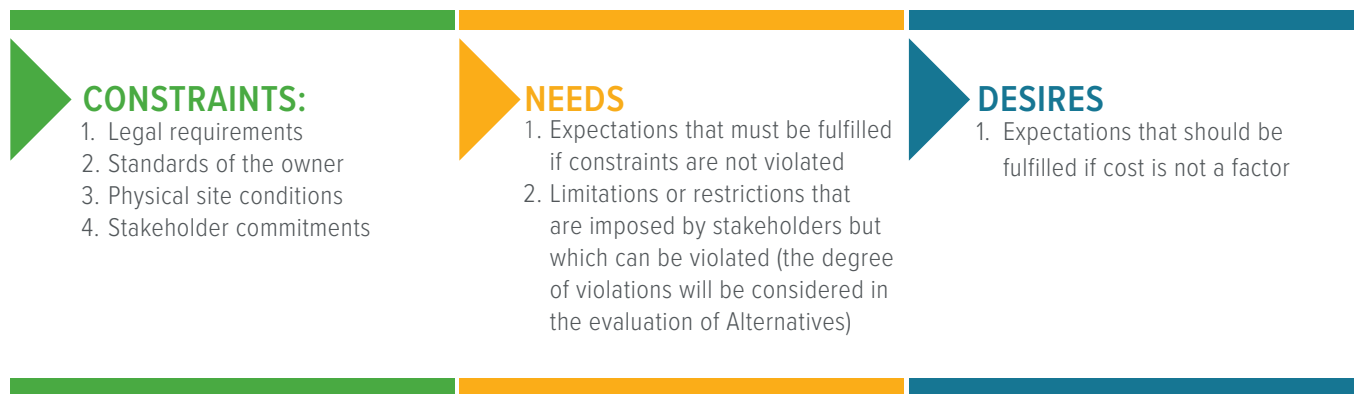 CONSTRAINTS:
1. Legal requirements
2. Standards of the owner
3. Physical site conditions
4. Stakeholder commitments
NEEDS
1. Expectations that must be fulfilled
if constraints are not violated
2. Limitations or restrictions that
are imposed by stakeholders but
which can be violated (the degree
of violations will be considered in
the evaluation of Alternatives)
DESIRES
1. Expectations that should be
fulfilled if cost is not a factor